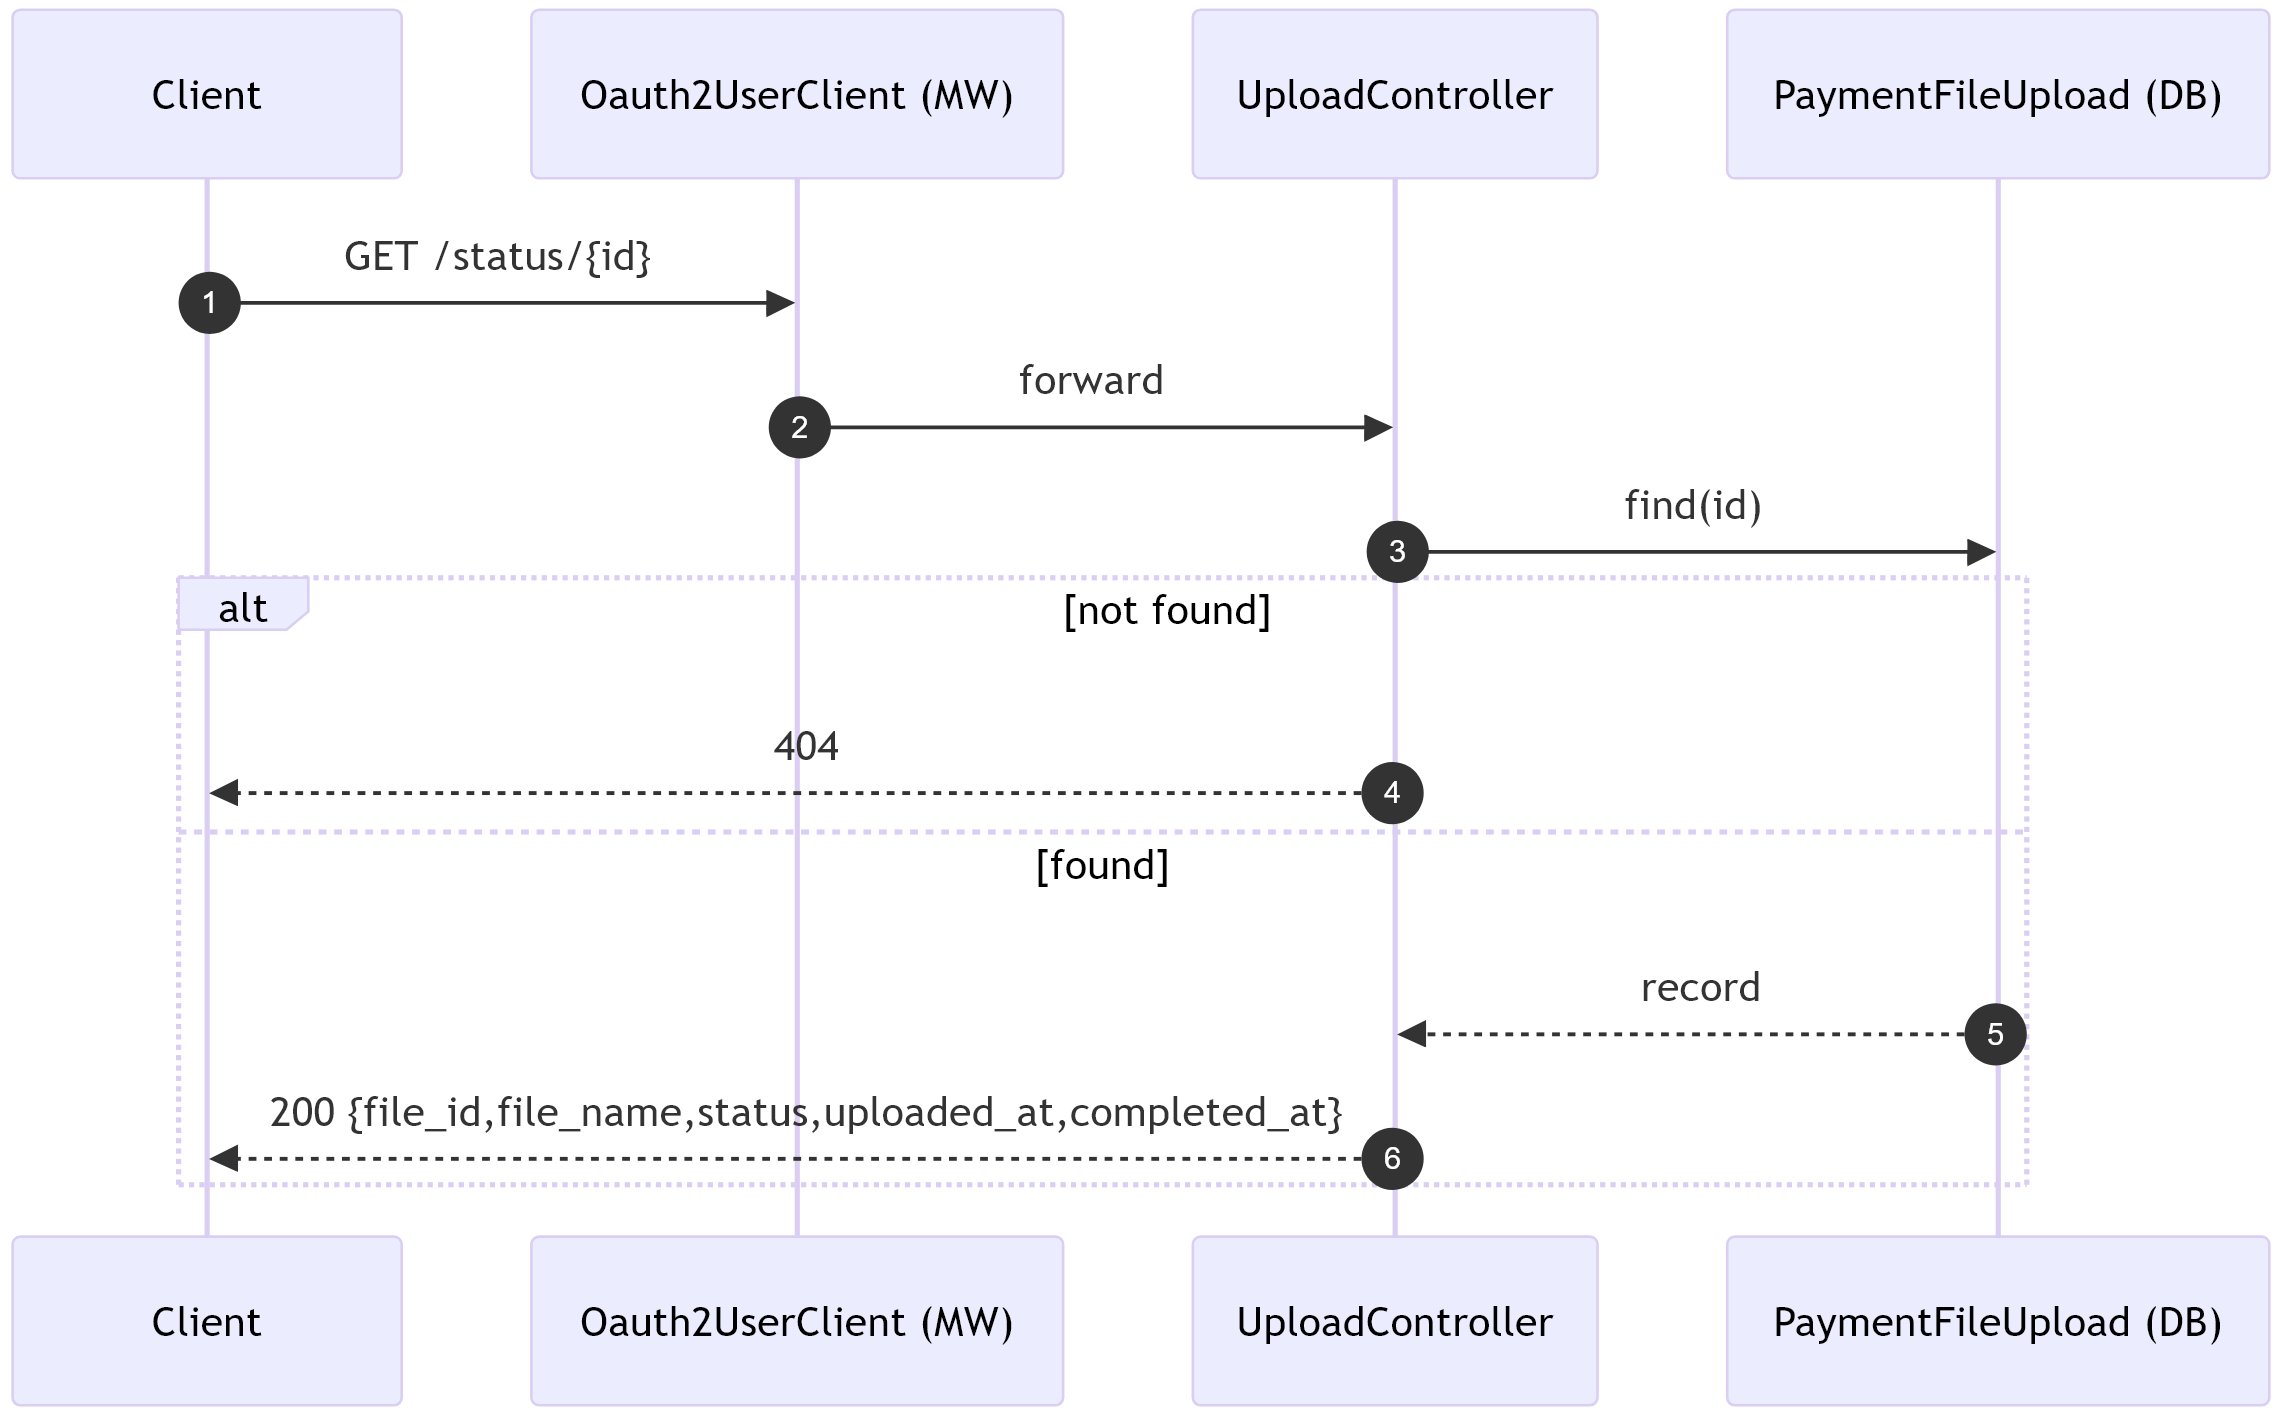 Client
Oauth2UserClient (MW)
UploadController
PaymentFileUpload (DB)
GET /status/{id}
1
forward
2
find(id)
3
alt
[not found]
404
4
[found]
record
5
200 {file_id,file_name,status,uploaded_at,completed_at}
6
Client
Oauth2UserClient (MW)
UploadController
PaymentFileUpload (DB)